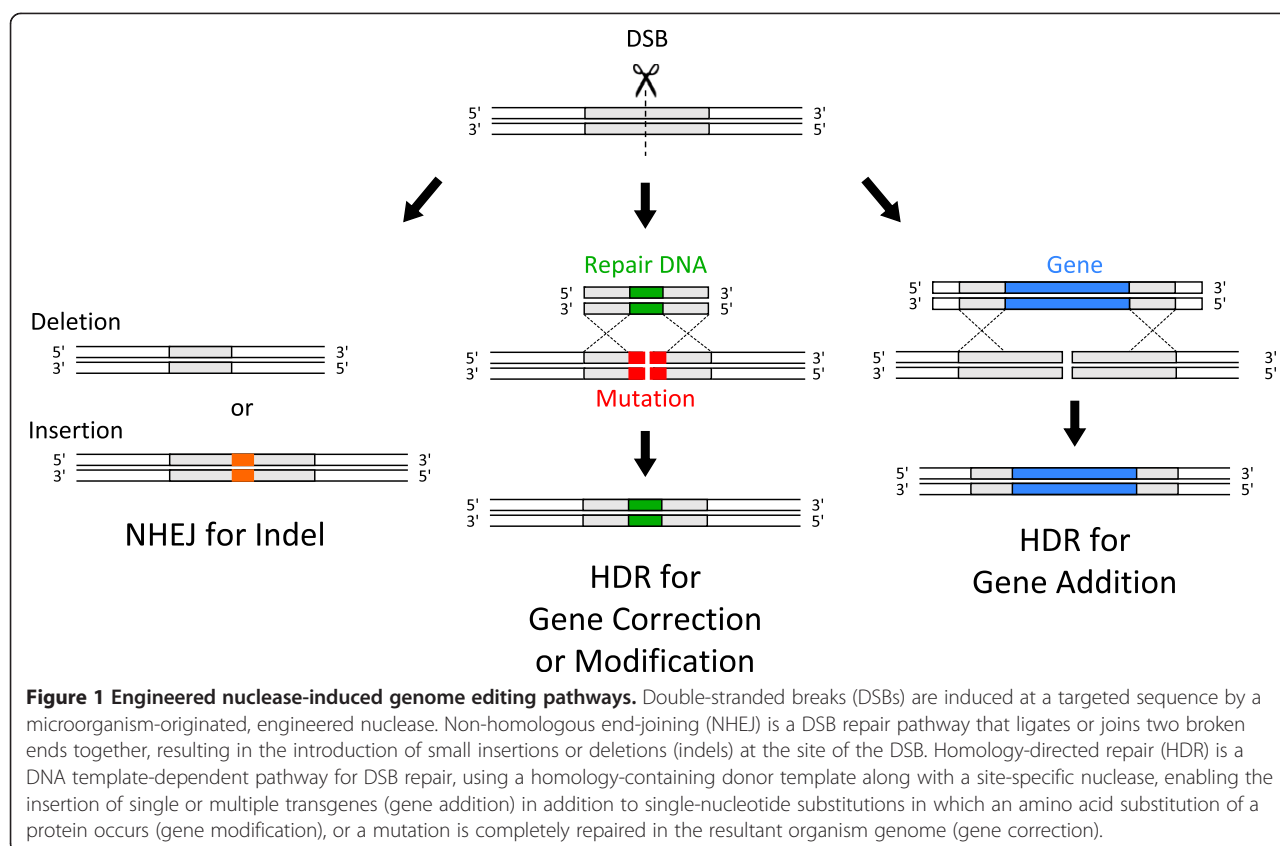 DSB
5' 3'
3' 5'
Repair DNA
5' 3'
3' 5'
5' 3'
3' 5'
Mutation
5' 3'
3' 5'
HDR for
Gene Correction
or Modification
Deletion
5' 3'
3' 5'
or
Insertion
5' 3'
3' 5'
NHEJ for Indel
Gene
5' 3'
3' 5'
5' 3'
3' 5'
5' 3'
3' 5'
HDR for
Gene Addition
Figure 1 Engineered nuclease-induced genome editing pathways. Double-stranded breaks (DSBs) are induced at a targeted sequence by a
microorganism-originated, engineered nuclease. Non-homologous end-joining (NHEJ) is a DSB repair pathway that ligates or joins two broken
ends together, resulting in the introduction of small insertions or deletions (indels) at the site of the DSB. Homology-directed repair (HDR) is a
DNA template-dependent pathway for DSB repair, using a homology-containing donor template along with a site-specific nuclease, enabling the
insertion of single or multiple transgenes (gene addition) in addition to single-nucleotide substitutions in which an amino acid substitution of a
protein occurs (gene modification), or a mutation is completely repaired in the resultant organism genome (gene correction).